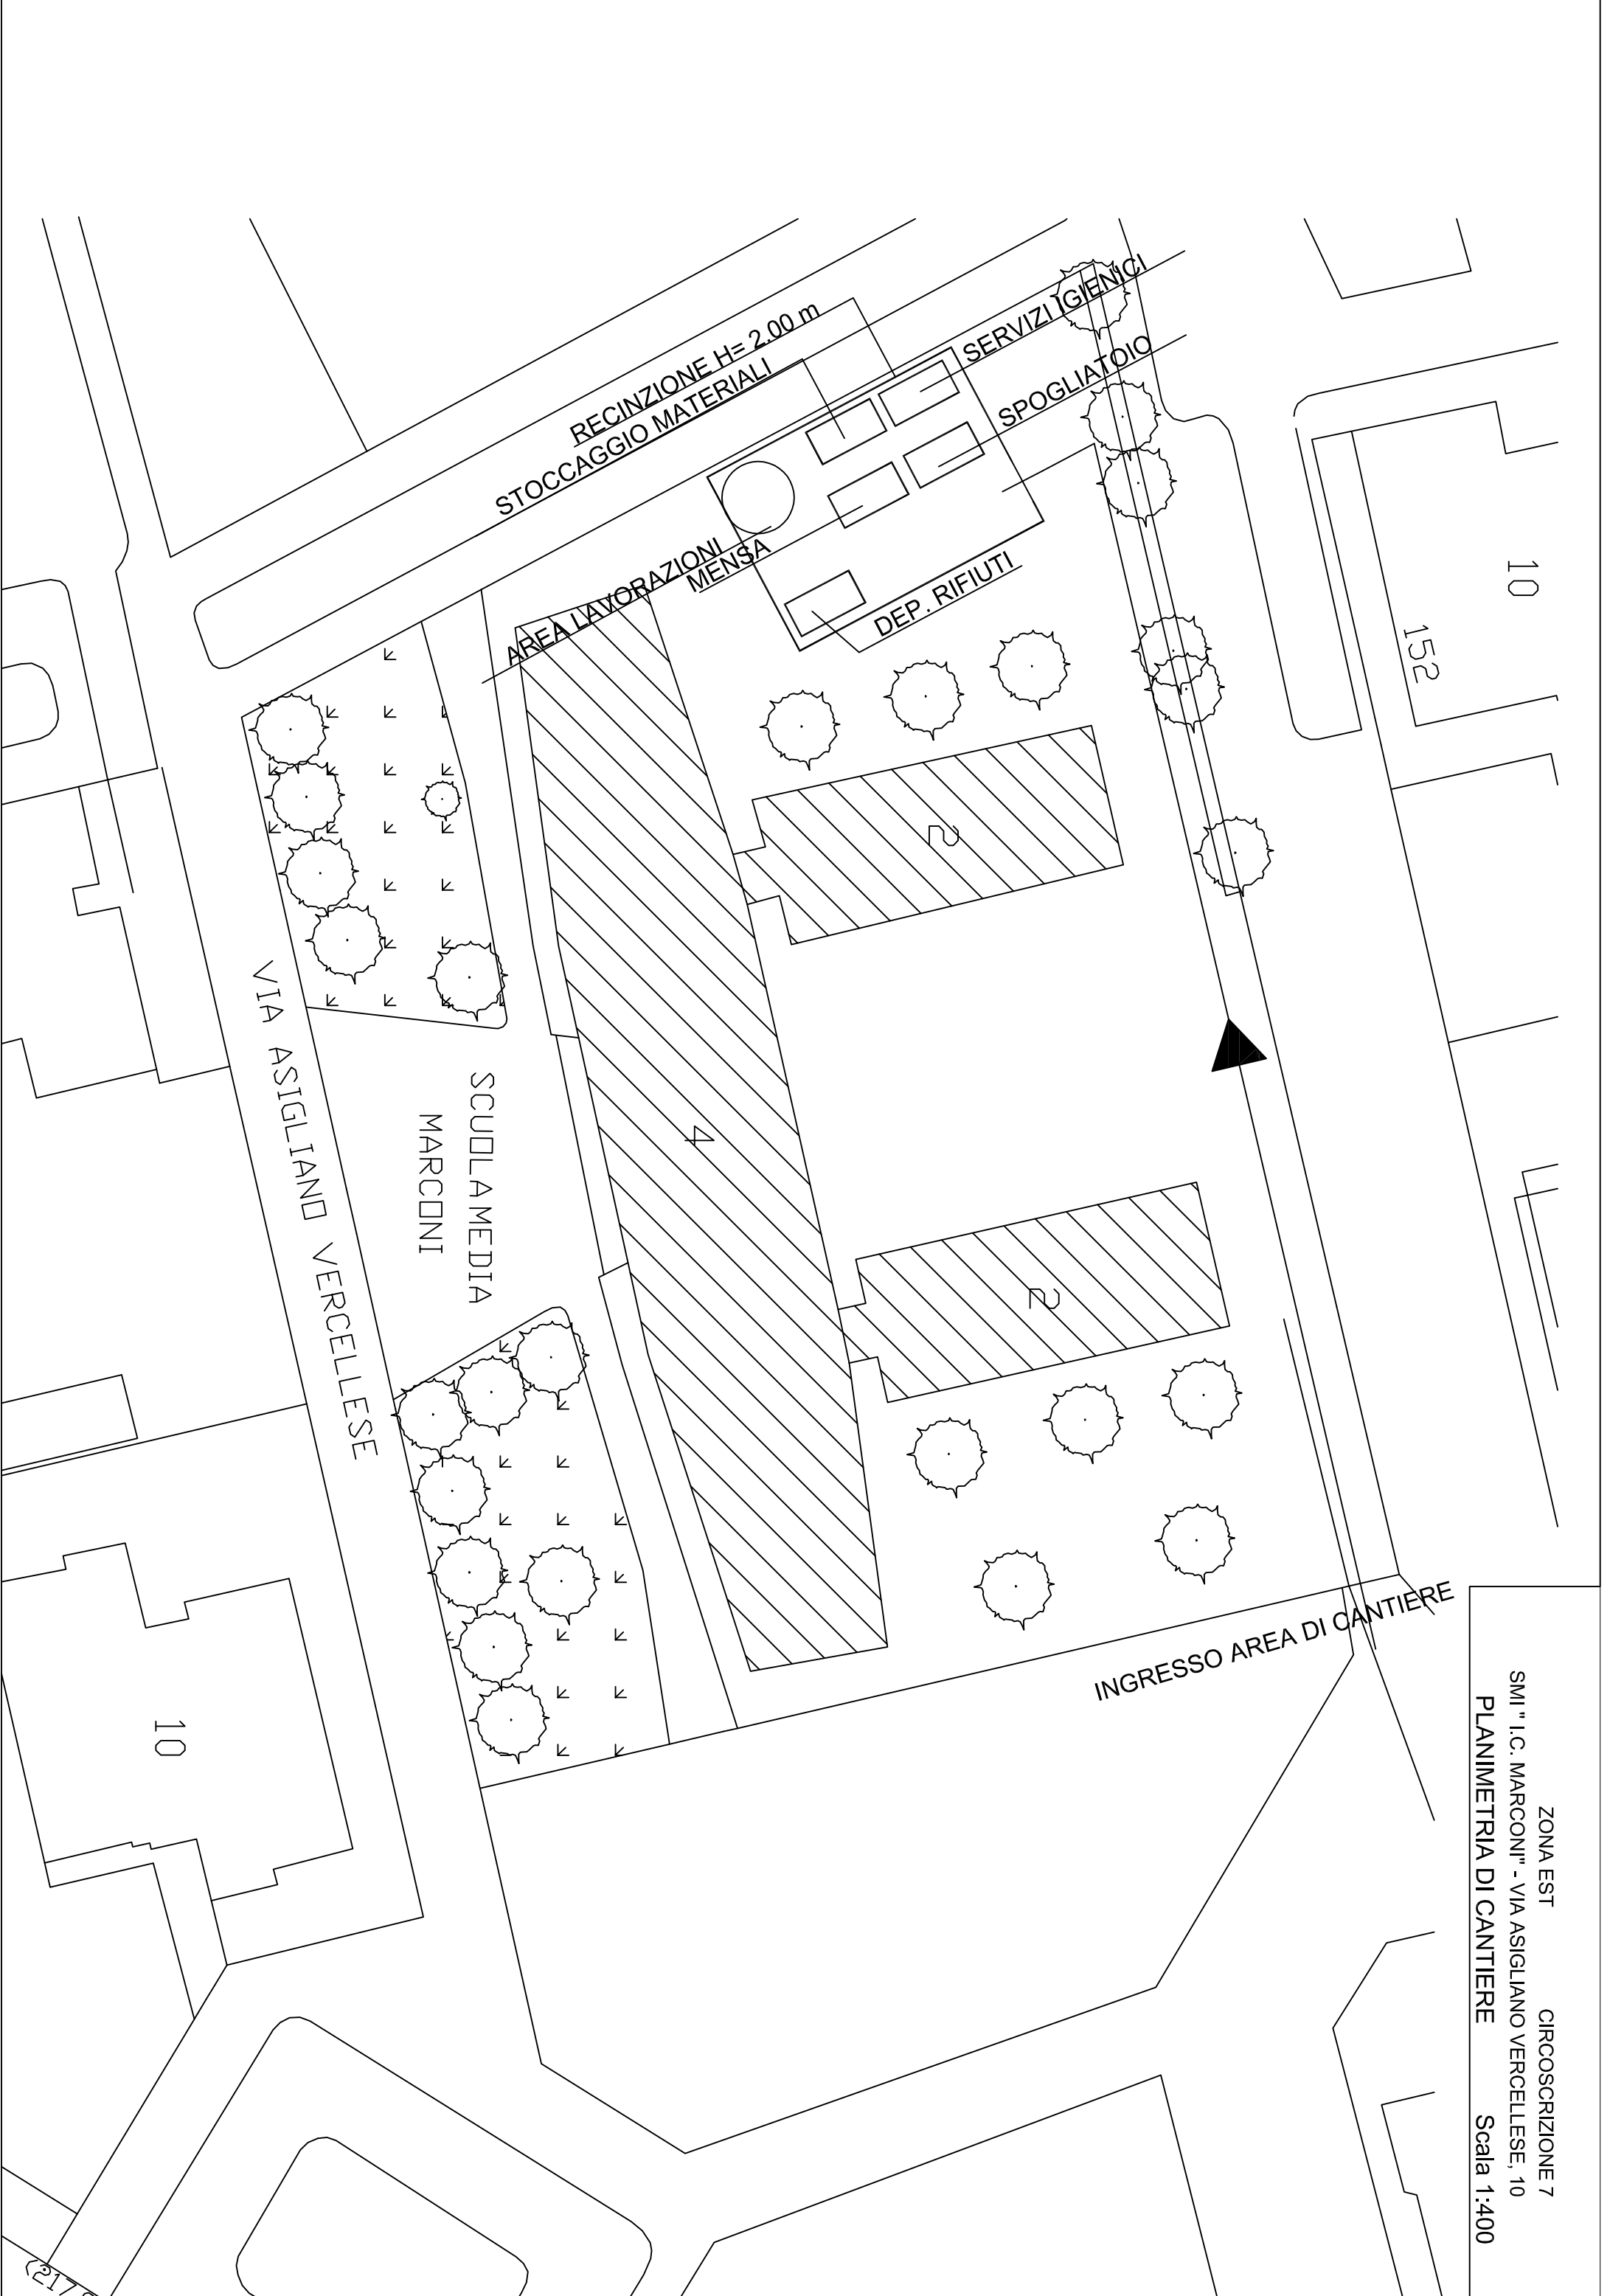 RECINZIONE H= 2.00 m
STOCCAGGIO MATERIALI
SERVIZI IGIENICI
SPOGLIATOIO
AREA LAVORAZIONI
MENSA
DEP. RIFIUTI
10
152
2
4
2
SCUOLA MEDIA
MARCONI
VIA ASIGLIANO VERCELLESE
10
INGRESSO AREA DI CANTIERE
ZONA EST CIRCOSCRIZIONE 7
SMI " I.C. MARCONI" - VIA ASIGLIANO VERCELLESE, 10
PLANIMETRIA DI CANTIERE Scala 1:400